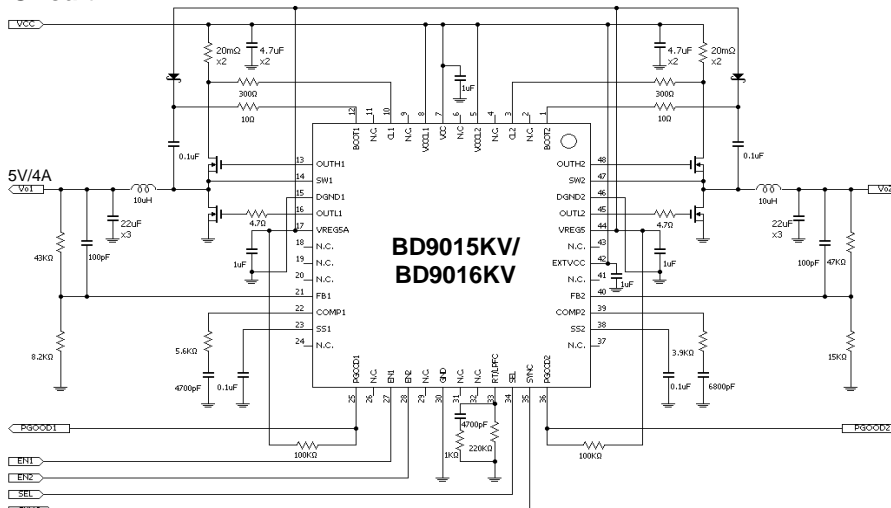 VCC
20mΩ
x2
4.7uF
x2
4.7uF
x2
20mΩ
x2
1uF
300Ω
300Ω
10Ω
10Ω
12
11
10
9
8
7
6
5
4
3
2
1
BOOT1
N.C.
CL1
N.C.
VCCCL1
VCC
N.C.
VCCCL2
N.C.
CL2
N.C.
BOOT2
0.1uF
0.1uF
5V/4A
Vo1
10uH
22uF
x3
43KΩ
100pF
8.2KΩ
4.7Ω
1uF
5.6KΩ
4700pF
0.1uF
13 OUTH1
14 SW1
15 DGND1
16 OUTL1
17 VREG5A
18 N.C.
19 N.C.
20 N.C.
21 FB1
22 COMP1
23 SS1
24 N.C.
BD9015KV/
BD9016KV
OUTH2 48
SW2 47
DGND2 46
OUTL2 45
VREG5 44
N.C. 43
EXTVCC 42
N.C. 41
FB2 40
COMP2 39
SS2 38
N.C. 37
4.7Ω
1uF
1uF
10uH
22uF
x3
100pF
47KΩ
15KΩ
3.9KΩ
0.1uF
6800pF
PGOOD1
N.C.
EN1
EN2
N.C.
GND
N.C.
N.C.
RT/LPFC
SEL
SYNC
PGOOD2
25
26
27
28
29
30
31
32
33
34
35
36
4700pF
1KΩ
220KΩ
100KΩ
100KΩ
PGOOD1
PGOOD2
EN1
EN2
SEL